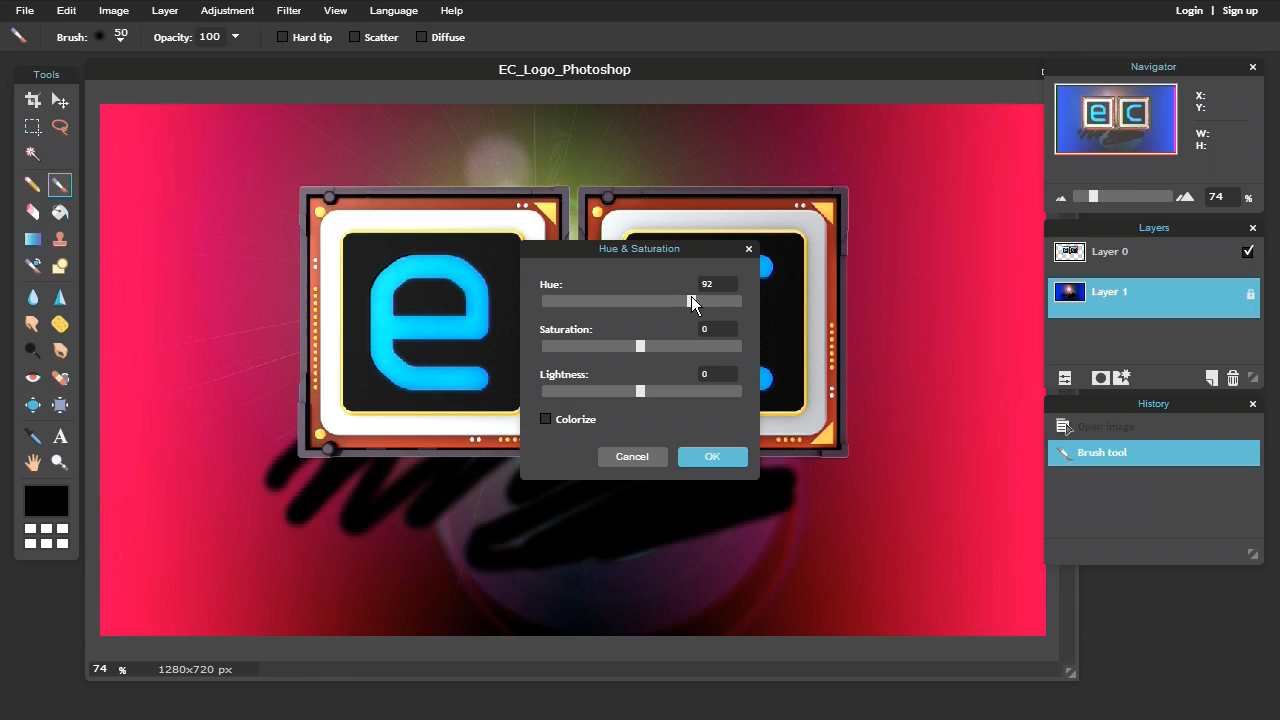 File Edit Image Layer Adjustment Filter View Language Help Login | Sign up
Brush: 50 Opacity: 100 Hard tip Scatter Diffuse
Tools
EC_Logo_Photoshop
Navigator
X:
Y:
W:
H:
74 %
Layers
Layer 0
Layer 1
History
Open image
Brush tool
e c
Hue & Saturation
Hue: 92
Saturation: 0
Lightness: 0
Colorize
Cancel OK
A
74 % 1280x720 px